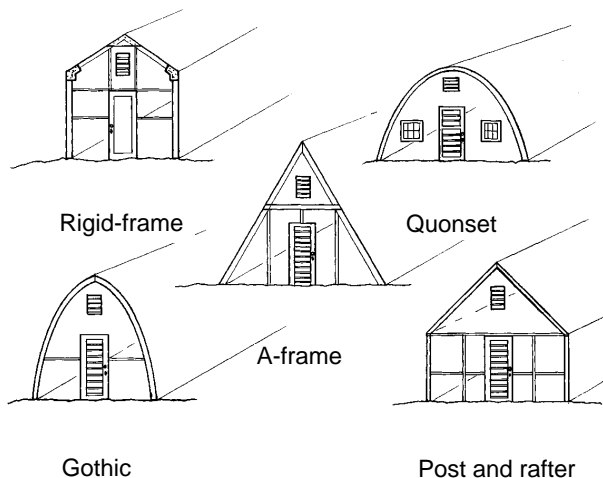 Rigid-frame
Quonset
A-frame
Gothic
Post and rafter